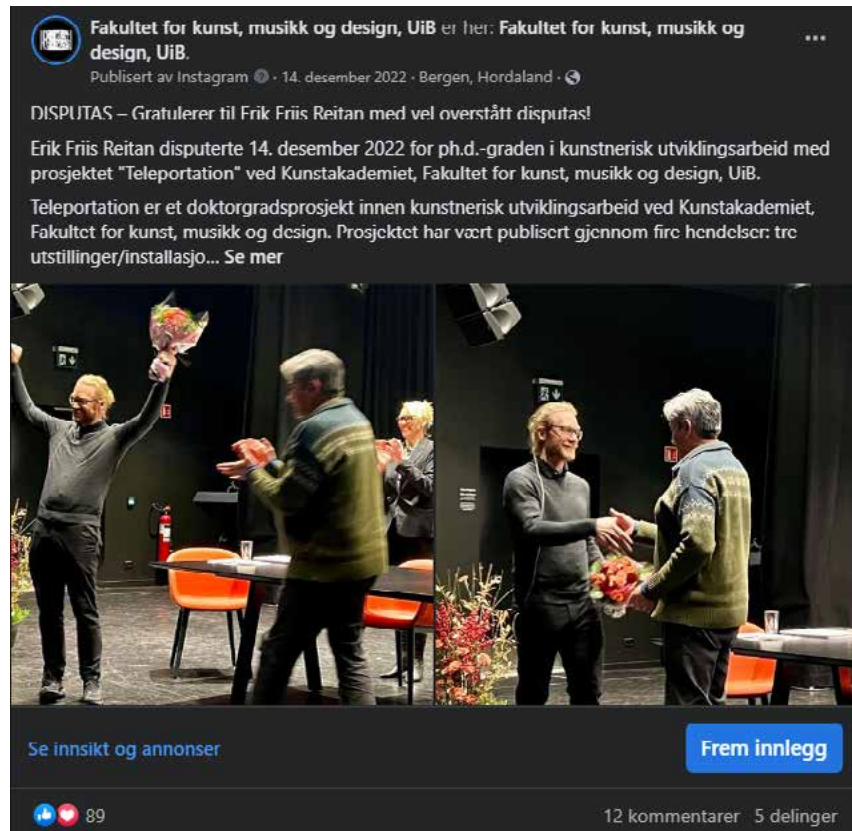 Fakultet for kunst, musikk og design, UiB er her: Fakultet for kunst, musikk og
design, UiB.
Publisert av Instagram · 14. desember 2022 · Bergen, Hordaland ·
DISPUTAS – Gratulerer til Erik Friis Reitan med vel overstått disputas!
Erik Friis Reitan disputerte 14. desember 2022 for ph.d.-graden i kunstnerisk utviklingsarbeid med
prosjektet "Teleportation" ved Kunstakademiet, Fakultet for kunst, musikk og design, UiB.
Teleportation er et doktorgradsprosjekt innen kunstnerisk utviklingsarbeid ved Kunstakademiet,
Fakultet for kunst, musikk og design. Prosjektet har vært publisert gjennom fire hendelser: tre
utstillinger/installasjo... Se mer
Se innsikt og annonser
Frem innlegg
89
12 kommentarer 5 delinger